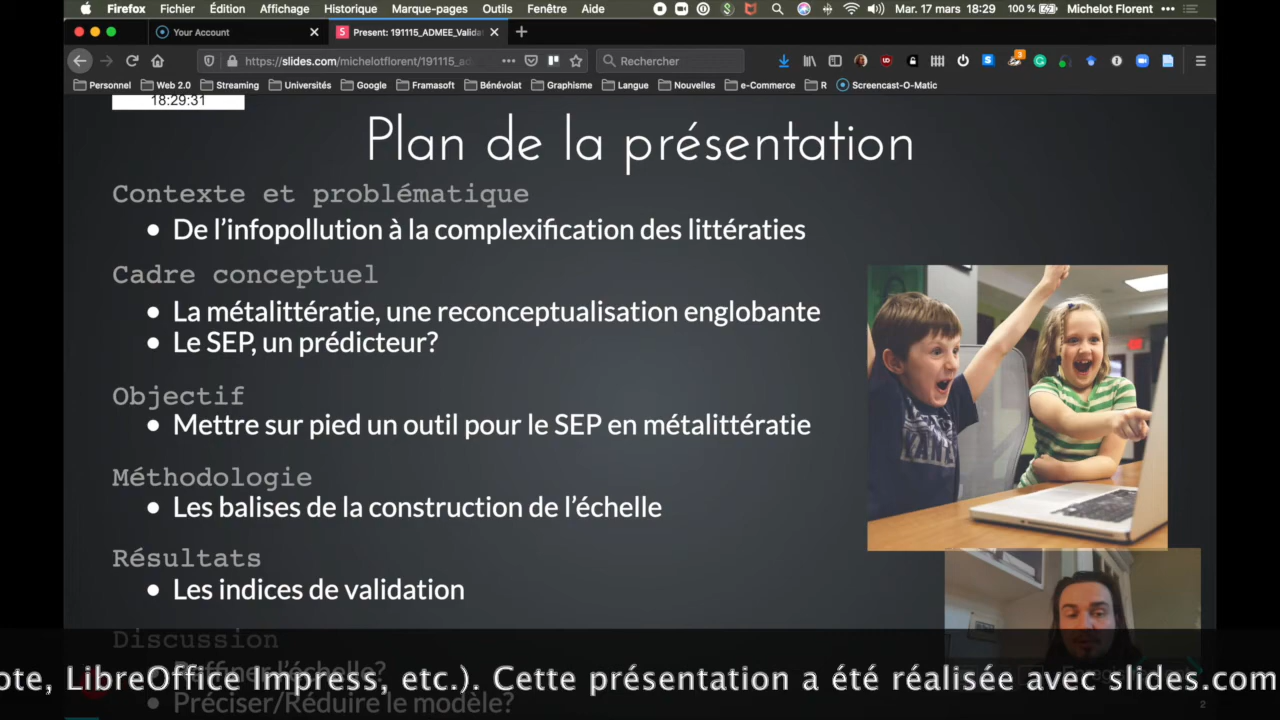 Firefox Fichier Édition Affichage Historique Marque-pages Outils Fenêtre Aide Mar. 17 mars 18:29 100 % Michelot Florent
Your Account Present: 191115_ADMEE_Valida
https://slides.com/michelotflorent/191115_ad Rechercher
Personnel Web 2.0 Streaming Universités Google Framasoft Bénévolat Graphisme Langue Nouvelles e-Commerce R Screencast-O-Matic
18:29:31
Plan de la présentation
Contexte et problématique
De l’infopollution à la complexification des littératies
Cadre conceptuel
La métalittératie, une reconceptualisation englobante
Le SEP, un prédicteur?
Objectif
Mettre sur pied un outil pour le SEP en métalittératie
Méthodologie
Les balises de la construction de l’échelle
Résultats
Les indices de validation
Discussion
l’échelle?
ote, LibreOffice Impress, etc.). Cette présentation a été réalisée avec slides.com
Préciser/Réduire le modèle?
2